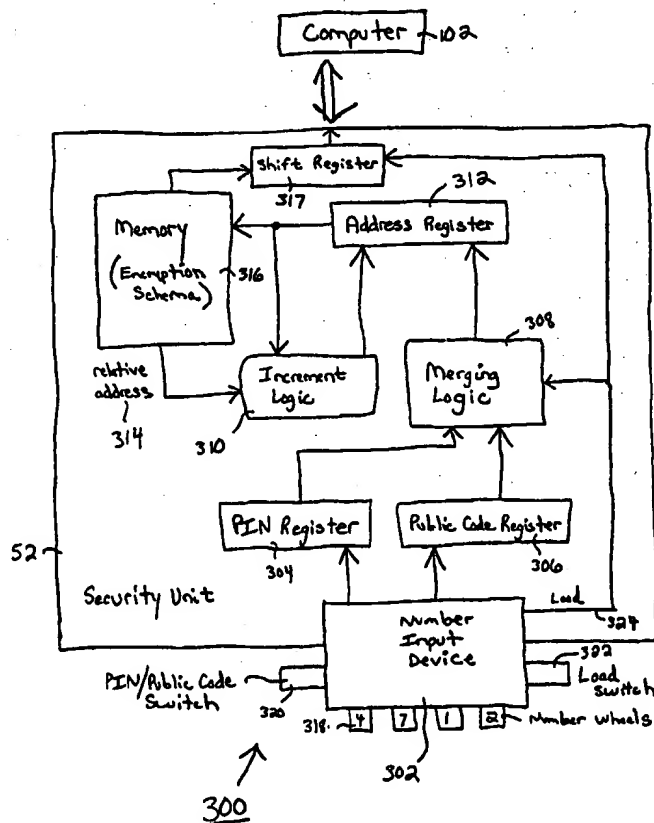 Computer 102
Shift Register
317
312
Address Register
Memory
(Encryption
Schema)
316
308
Merging
Logic
relative
address
314
Increment
Logic
310
PIN Register
304
Public Code Register
306
52
Security Unit
Load
324
Number
Input
Device
322
PIN/Public Code
Switch
320
Load
switch
318
4 7 1 2
Number Wheels
302
300